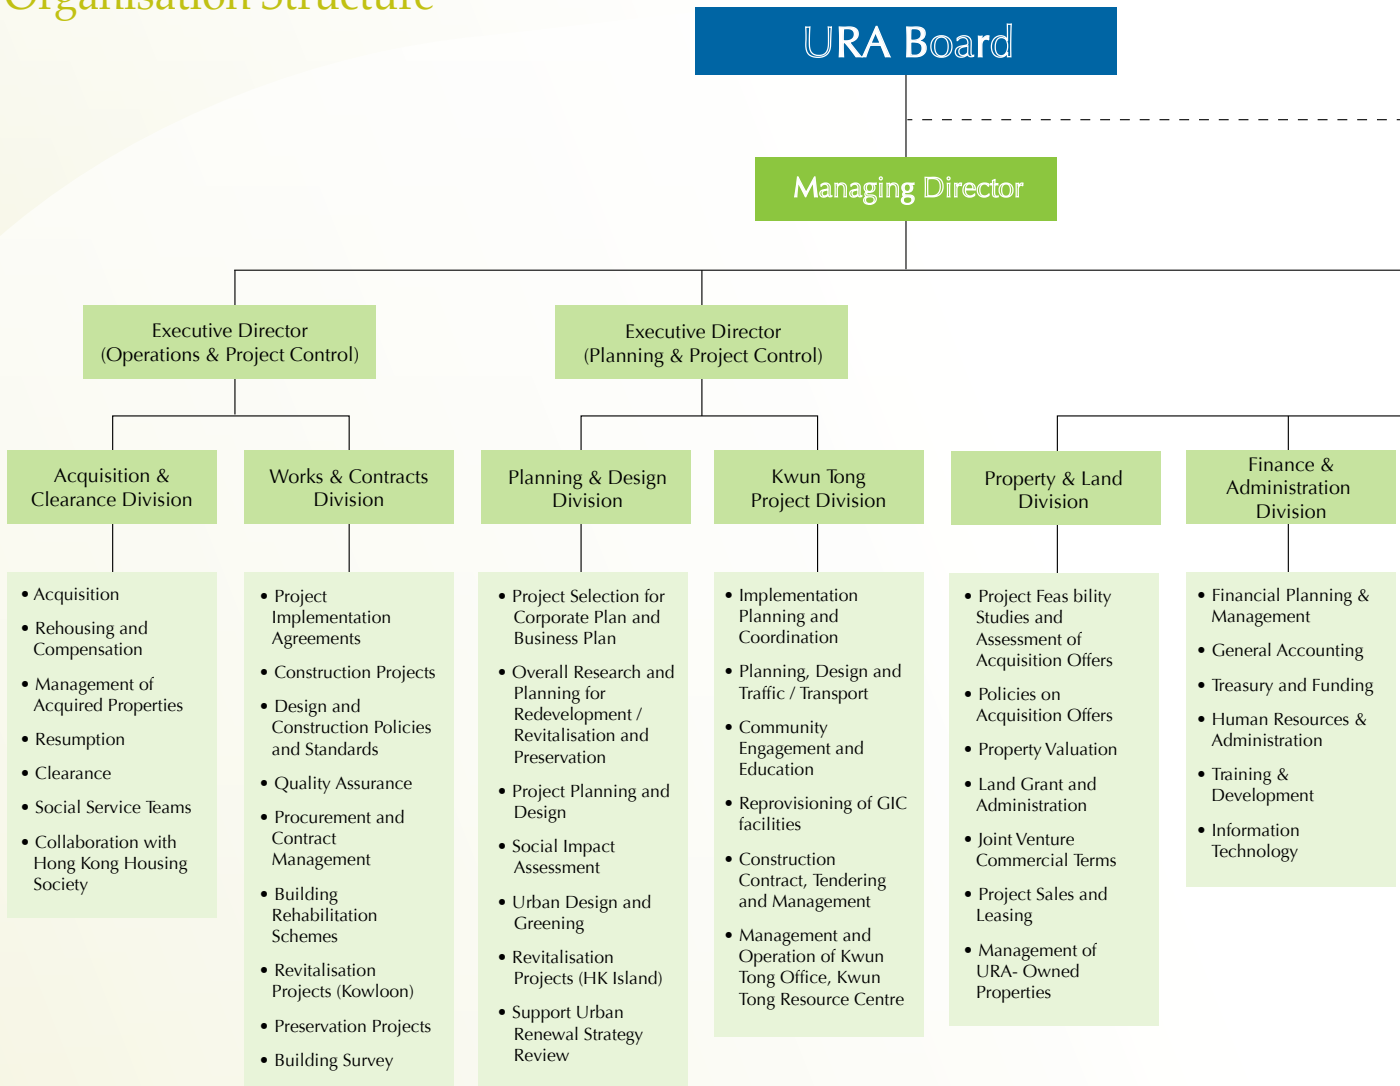 Organisation Structure
URA Board
Managing Director
Executive Director
(Operations & Project Control)
Executive Director
(Planning & Project Control)
Acquisition &
Clearance Division
Works & Contracts
Division
Planning & Design
Division
Kwun Tong
Project Division
Property & Land
Division
Finance &
Administration
Division
• Acquisition
• Rehousing and
Compensation
• Management of
Acquired Properties
• Resumption
• Clearance
• Social Service Teams
• Collaboration with
Hong Kong Housing
Society
• Project
Implementation
Agreements
• Construction Projects
• Design and
Construction Policies
and Standards
• Quality Assurance
• Procurement and
Contract
Management
• Building
Rehabilitation
Schemes
• Revitalisation
Projects (Kowloon)
• Preservation Projects
• Building Survey
• Project Selection for
Corporate Plan and
Business Plan
• Overall Research and
Planning for
Redevelopment /
Revitalisation and
Preservation
• Project Planning and
Design
• Social Impact
Assessment
• Urban Design and
Greening
• Revitalisation
Projects (HK Island)
• Support Urban
Renewal Strategy
Review
• Implementation
Planning and
Coordination
• Planning, Design and
Traffic / Transport
• Community
Engagement and
Education
• Reprovisioning of GIC
facilities
• Construction
Contract, Tendering
and Management
• Management and
Operation of Kwun
Tong Office, Kwun
Tong Resource Centre
• Project Feas bility
Studies and
Assessment of
Acquisition Offers
• Policies on
Acquisition Offers
• Property Valuation
• Land Grant and
Administration
• Joint Venture
Commercial Terms
• Project Sales and
Leasing
• Management of
URA- Owned
Properties
• Financial Planning &
Management
• General Accounting
• Treasury and Funding
• Human Resources &
Administration
• Training &
Development
• Information
Technology